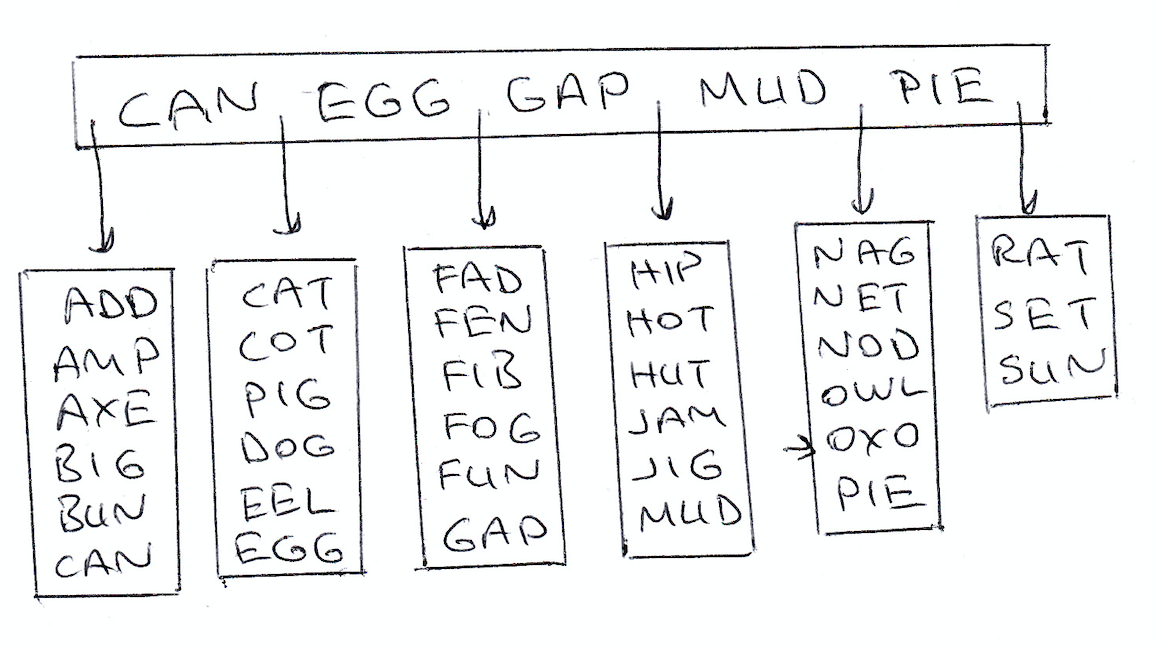 CAN EGG GAP MUD PIE
ADD
AMP
AXE
BIG
BUN
CAN
CAT
COT
PIG
DOG
EEL
EGG
FAD
FEN
FIB
FOG
FUN
GAP
HIP
HOT
HUT
JAM
JIG
MUD
NAG
NET
NOD
OWL
OXO
PIE
RAT
SET
SUN